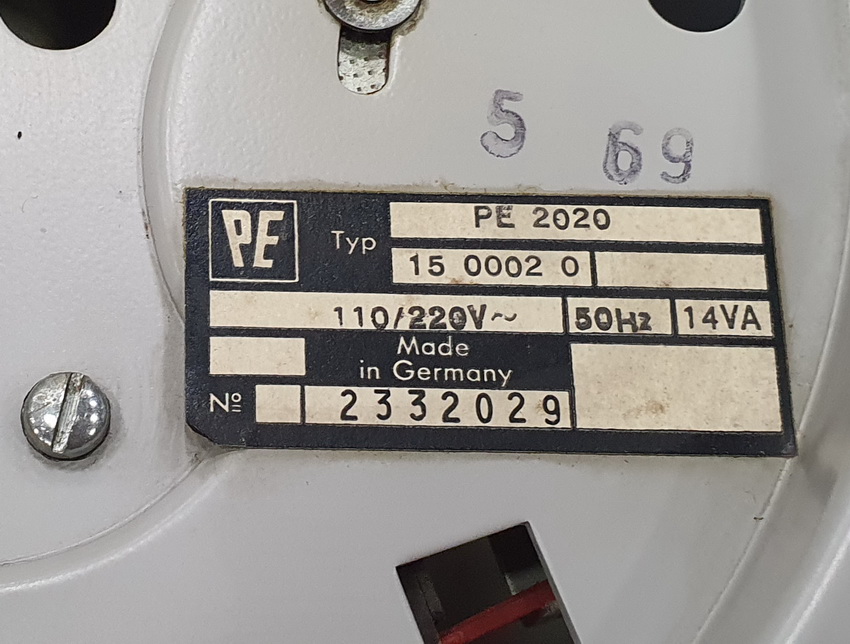 5 69
PE
Typ PE 2020
15 0002 0
110/220V~ 50Hz 14VA
Made
in Germany
Nº 2332029